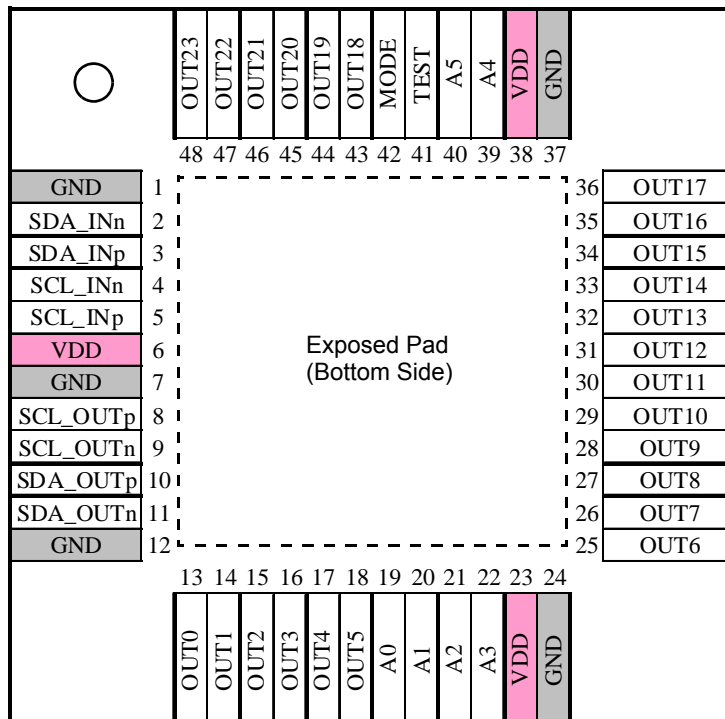 OUT23 OUT22 OUT21 OUT20 OUT19 OUT18 MODE TEST A5 A4 VDD GND
48 47 46 45 44 43 42 41 40 39 38 37
GND 1 36 OUT17
SDA_INn 2 35 OUT16
SDA_INp 3 34 OUT15
SCL_INn 4 33 OUT14
SCL_INp 5 32 OUT13
VDD 6 31 OUT12
Exposed Pad
(Bottom Side)
GND 7 30 OUT11
SCL_OUTp 8 29 OUT10
SCL_OUTn 9 28 OUT9
SDA_OUTp 10 27 OUT8
SDA_OUTn 11 26 OUT7
GND 12 25 OUT6
13 14 15 16 17 18 19 20 21 22 23 24
OUT0 OUT1 OUT2 OUT3 OUT4 OUT5 A0 A1 A2 A3 VDD GND